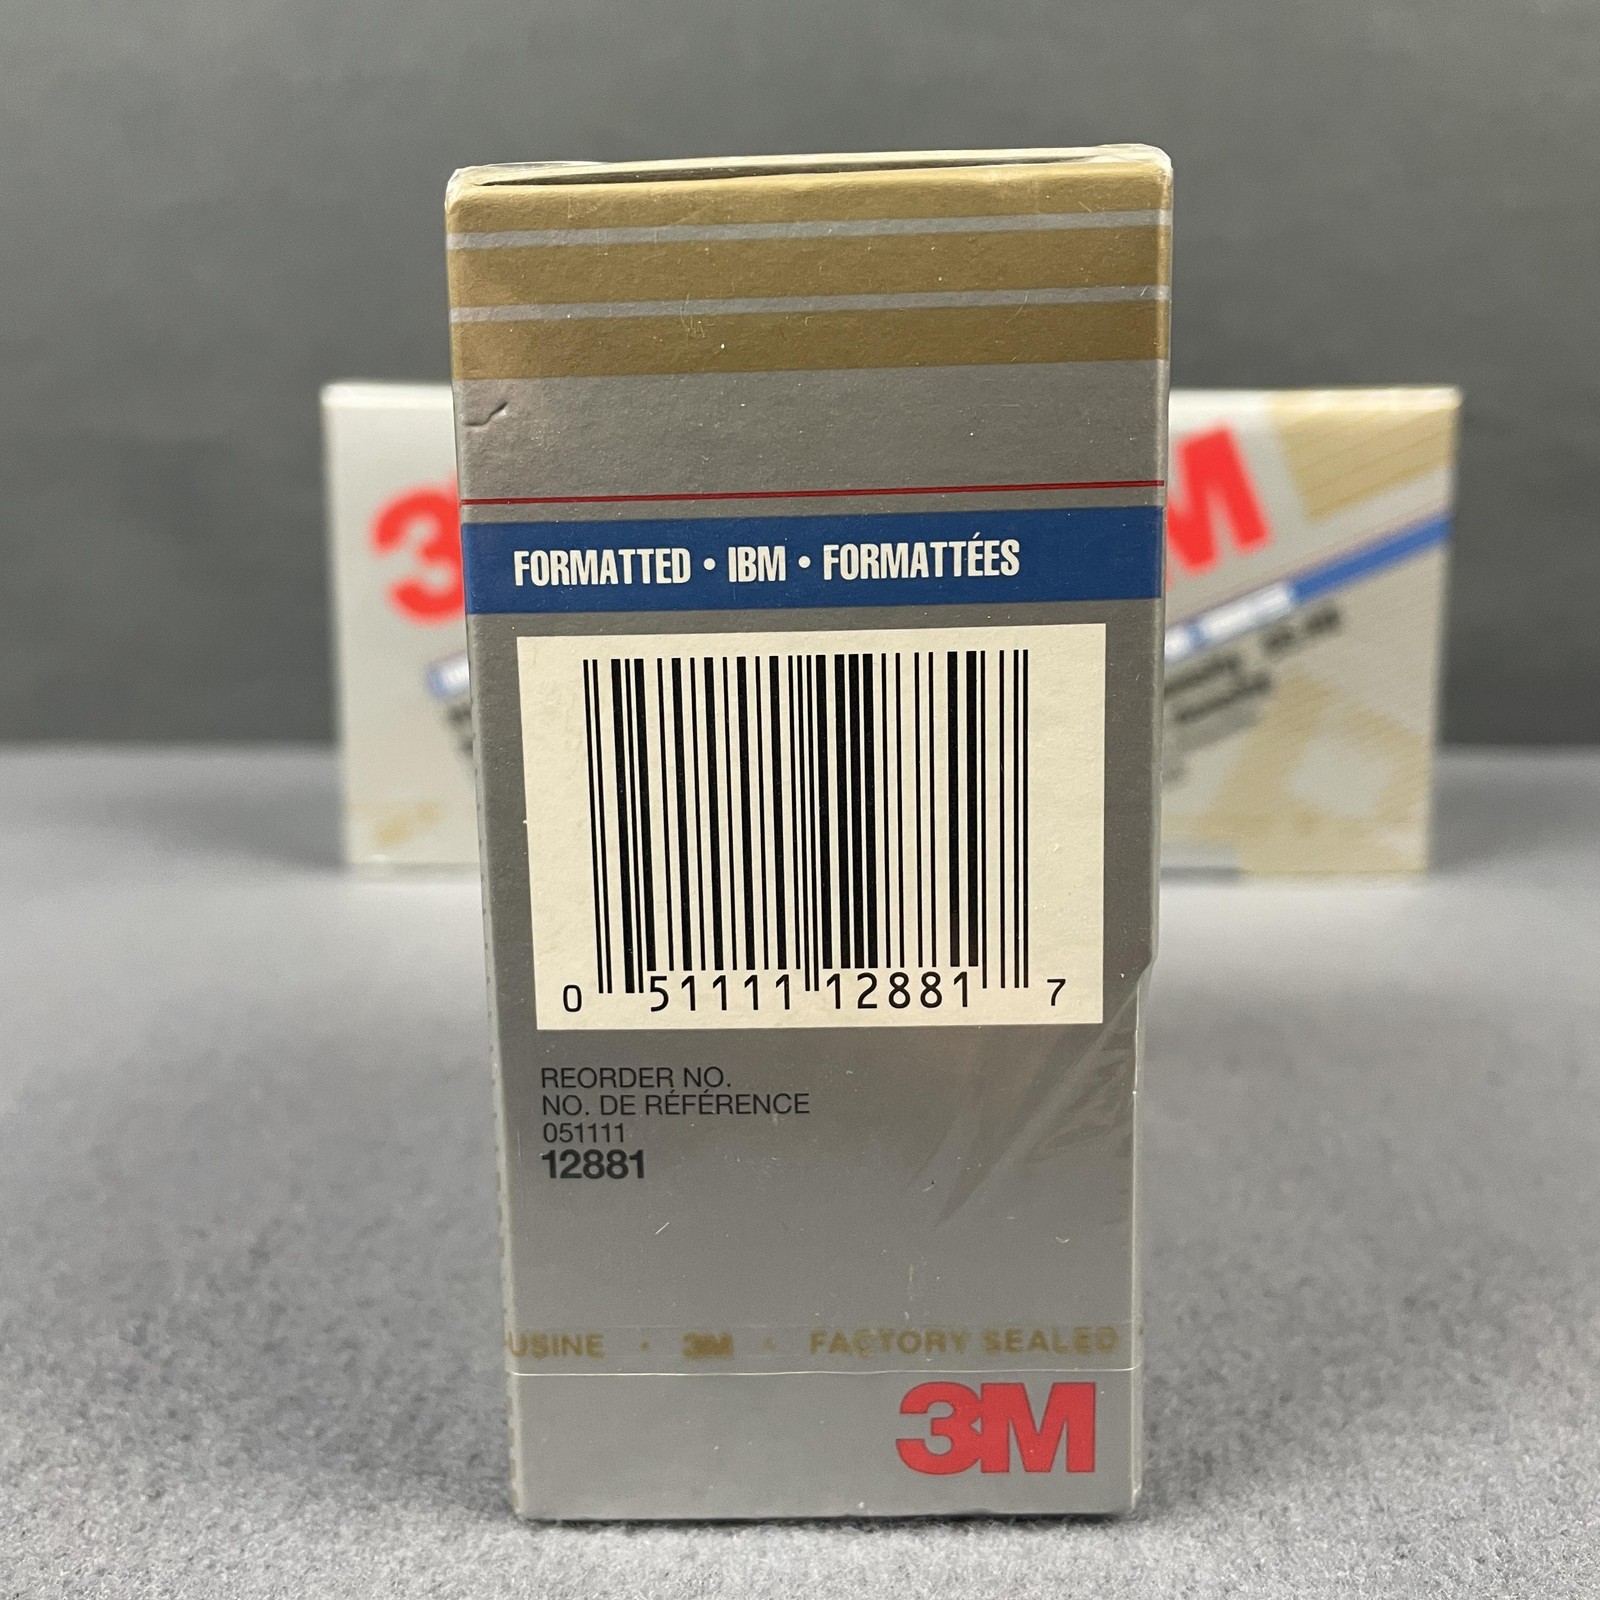 3M
FORMATTED • IBM • FORMATTÉES
0 51111 12881 7
REORDER NO.
NO. DE RÉFÉRENCE
051111
12881
USINE · 3M · FACTORY SEALED
3M